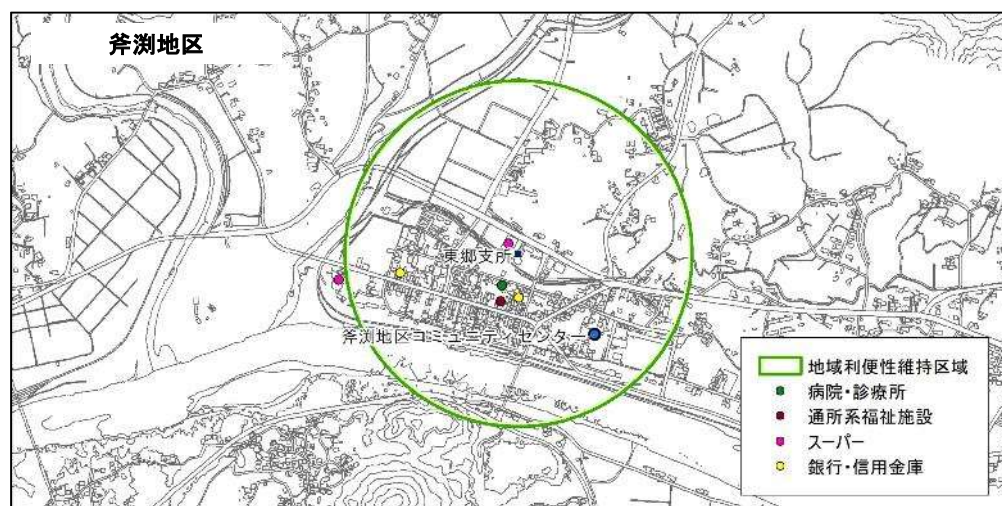 斧渕地区
東郷支所
斧渕地区コミュニティセンター
地域利便性維持区域
病院・診療所
通所系福祉施設
スーパー
銀行・信用金庫